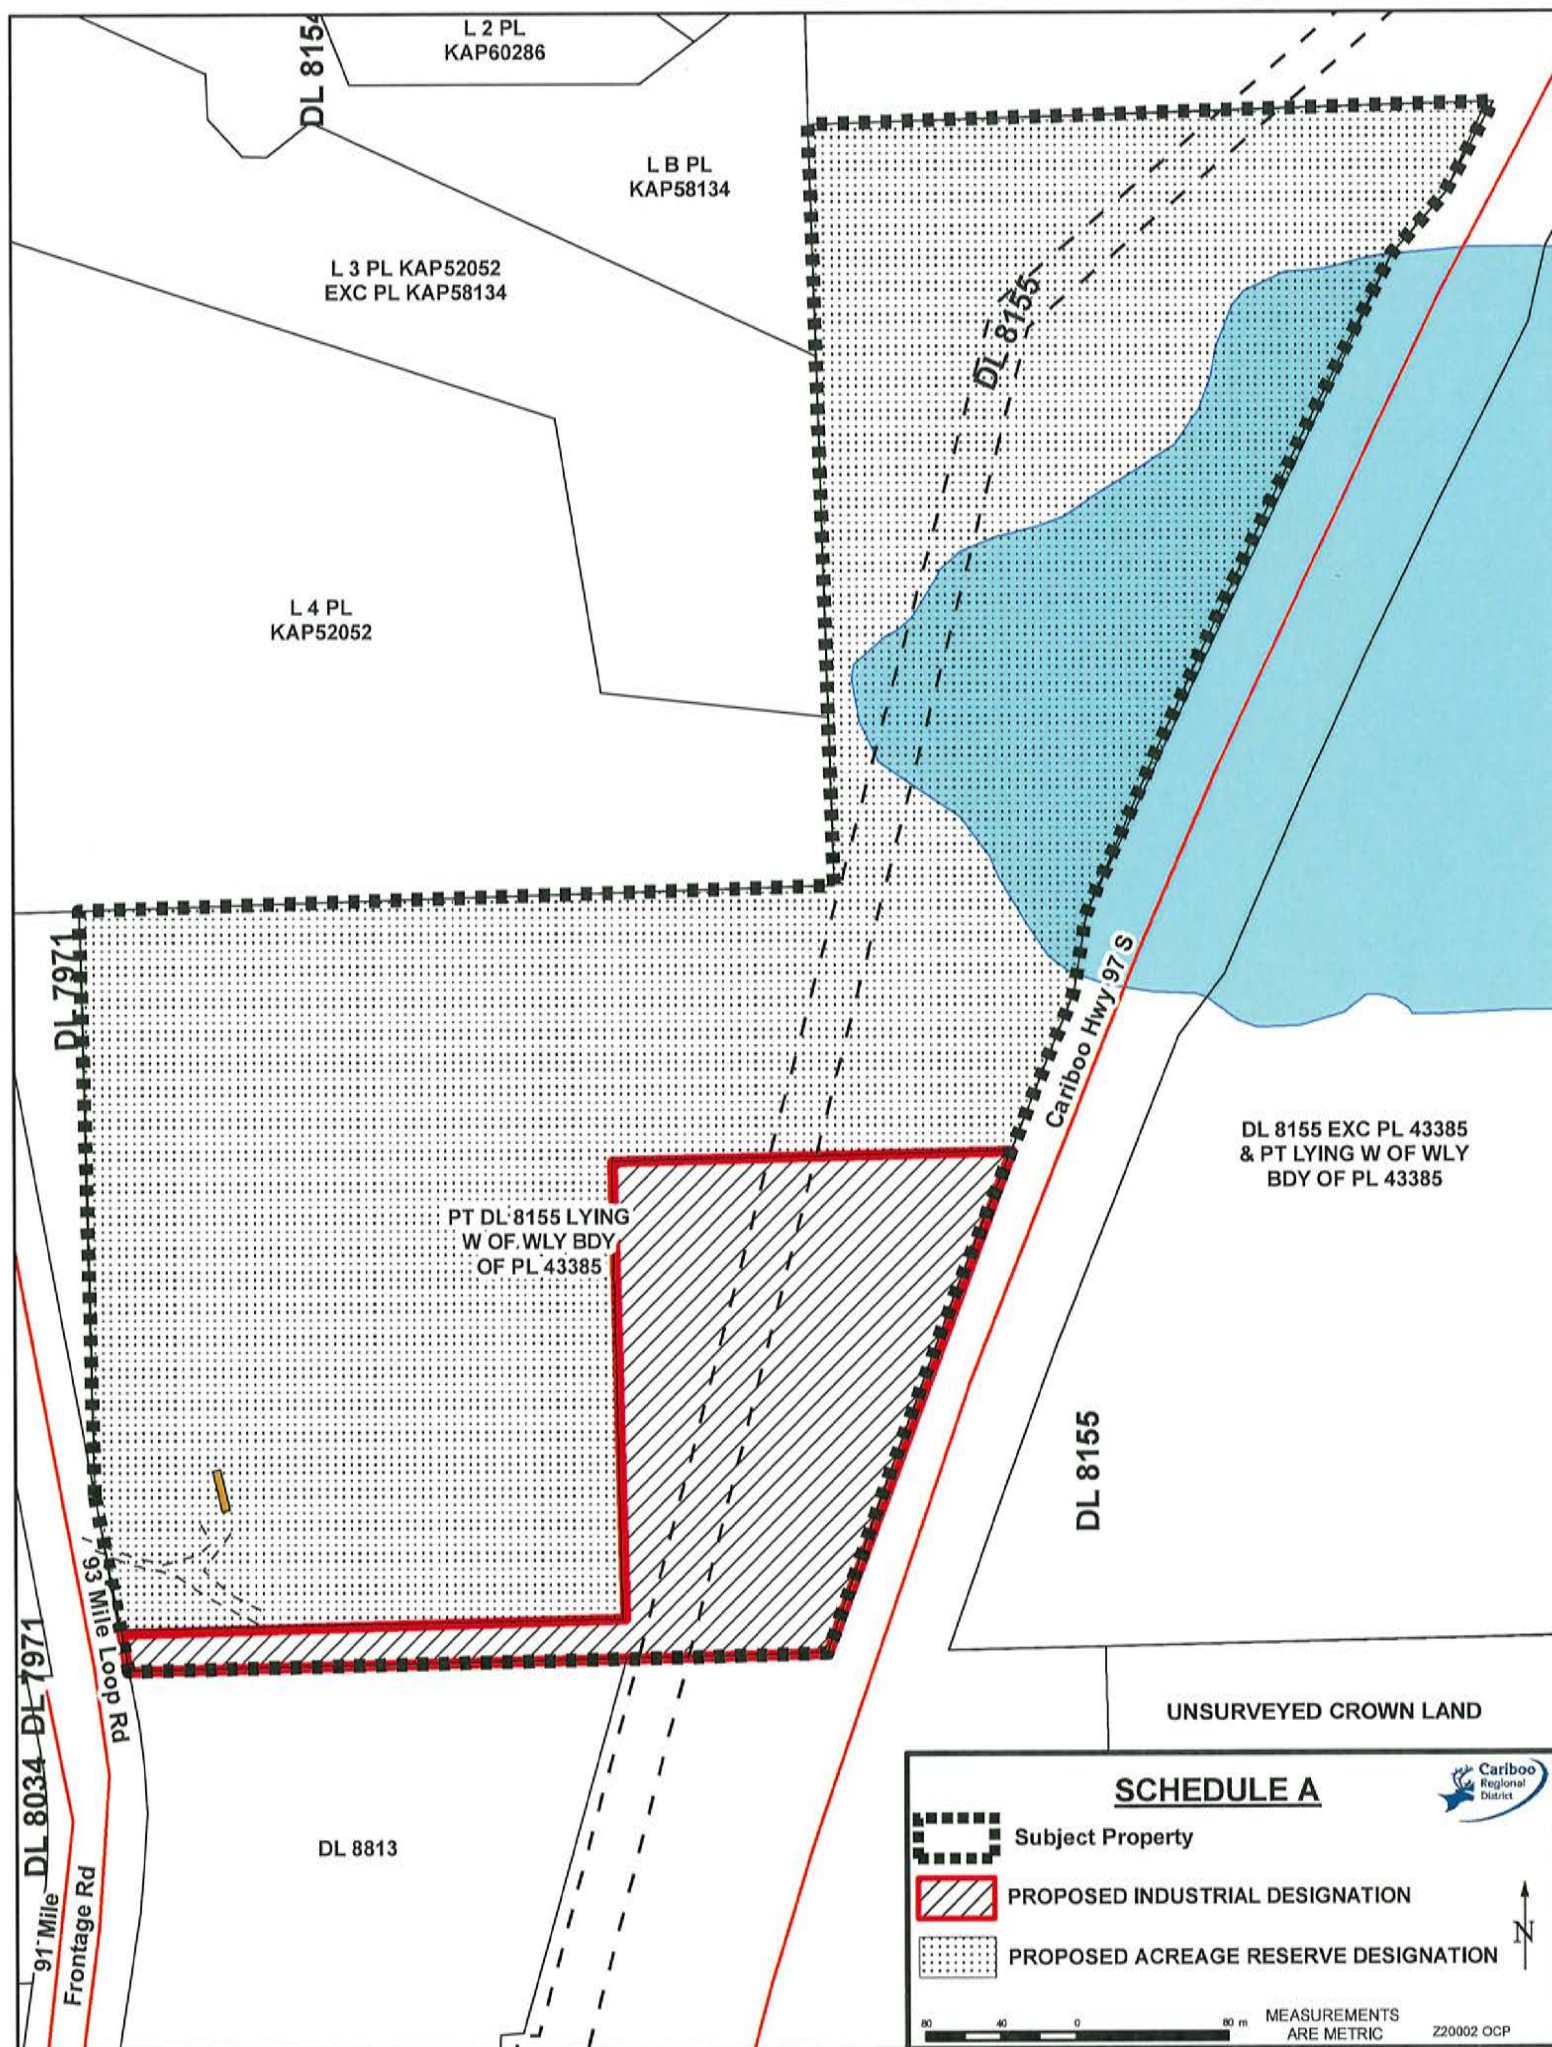 L 2 PL
KAP60286
DL 8154
L B PL
KAP58134
L 3 PL KAP52052
EXC PL KAP58134
DL 8155
L 4 PL
KAP52052
DL 7971
Cariboo Hwy 97 S
DL 8155 EXC PL 43385
& PT LYING W OF WLY
BDY OF PL 43385
PT DL 8155 LYING
W OF WLY BDY
OF PL 43385
DL 8155
93 Mile Loop Rd
DL 8034 DL 7971
UNSURVEYED CROWN LAND
DL 8813
91 Mile
Frontage Rd
SCHEDULE A
Cariboo
Regional
District
Subject Property
PROPOSED INDUSTRIAL DESIGNATION
N
PROPOSED ACREAGE RESERVE DESIGNATION
80 40 0 80 m
MEASUREMENTS
ARE METRIC
Z20002 OCP